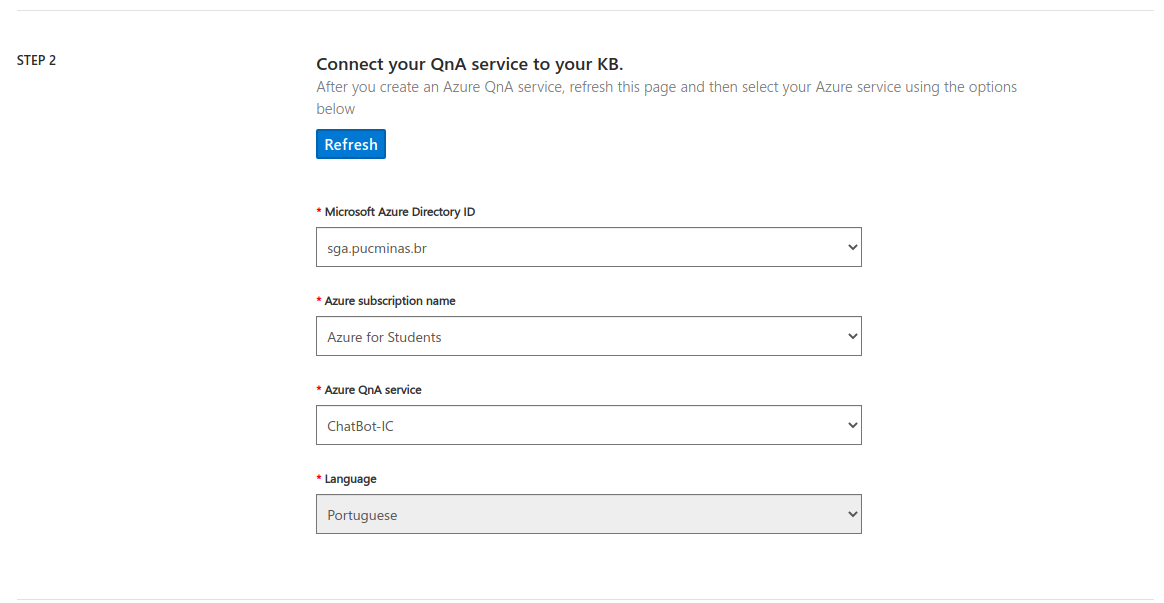 STEP 2
Connect your QnA service to your KB.
After you create an Azure QnA service, refresh this page and then select your Azure service using the options
below
Refresh
* Microsoft Azure Directory ID
sga.pucminas.br
* Azure subscription name
Azure for Students
* Azure QnA service
ChatBot-IC
* Language
Portuguese